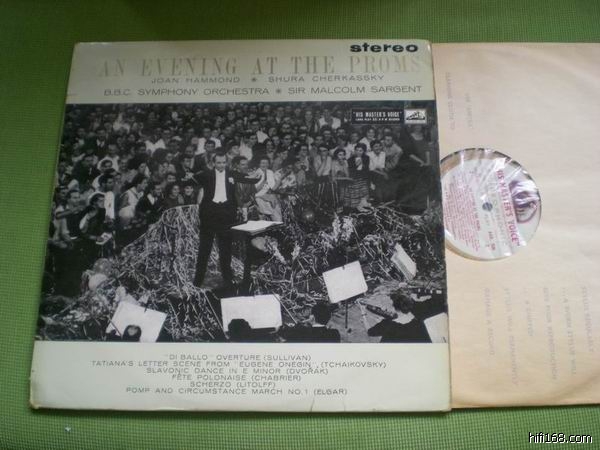 stereo
AN EVENING AT THE PROMS
JOAN HAMMOND * SHURA CHERKASSKY
B.B.C. SYMPHONY ORCHESTRA * SIR MALCOLM SARGENT
"HIS MASTER'S VOICE"
"DI BALLO" OVERTURE (SULLIVAN)
TATIANA'S LETTER SCENE FROM "EUGENE ONEGIN", (TCHAIKOVSKY)
SLAVONIC DANCE IN E MINOR (DVOŘÁK)
FÊTE POLONAISE (CHABRIER)
SCHERZO (LITOLFF)
POMP AND CIRCUMSTANCE MARCH NO. 1 (ELGAR)
HIS MASTER'S VOICE
hifi168.com